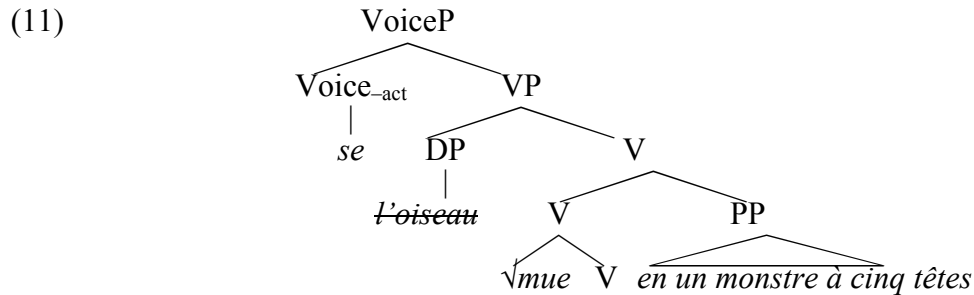 (11) VoiceP
Voice–act VP
se DP V
l’oiseau V PP
√mue V en un monstre à cinq têtes